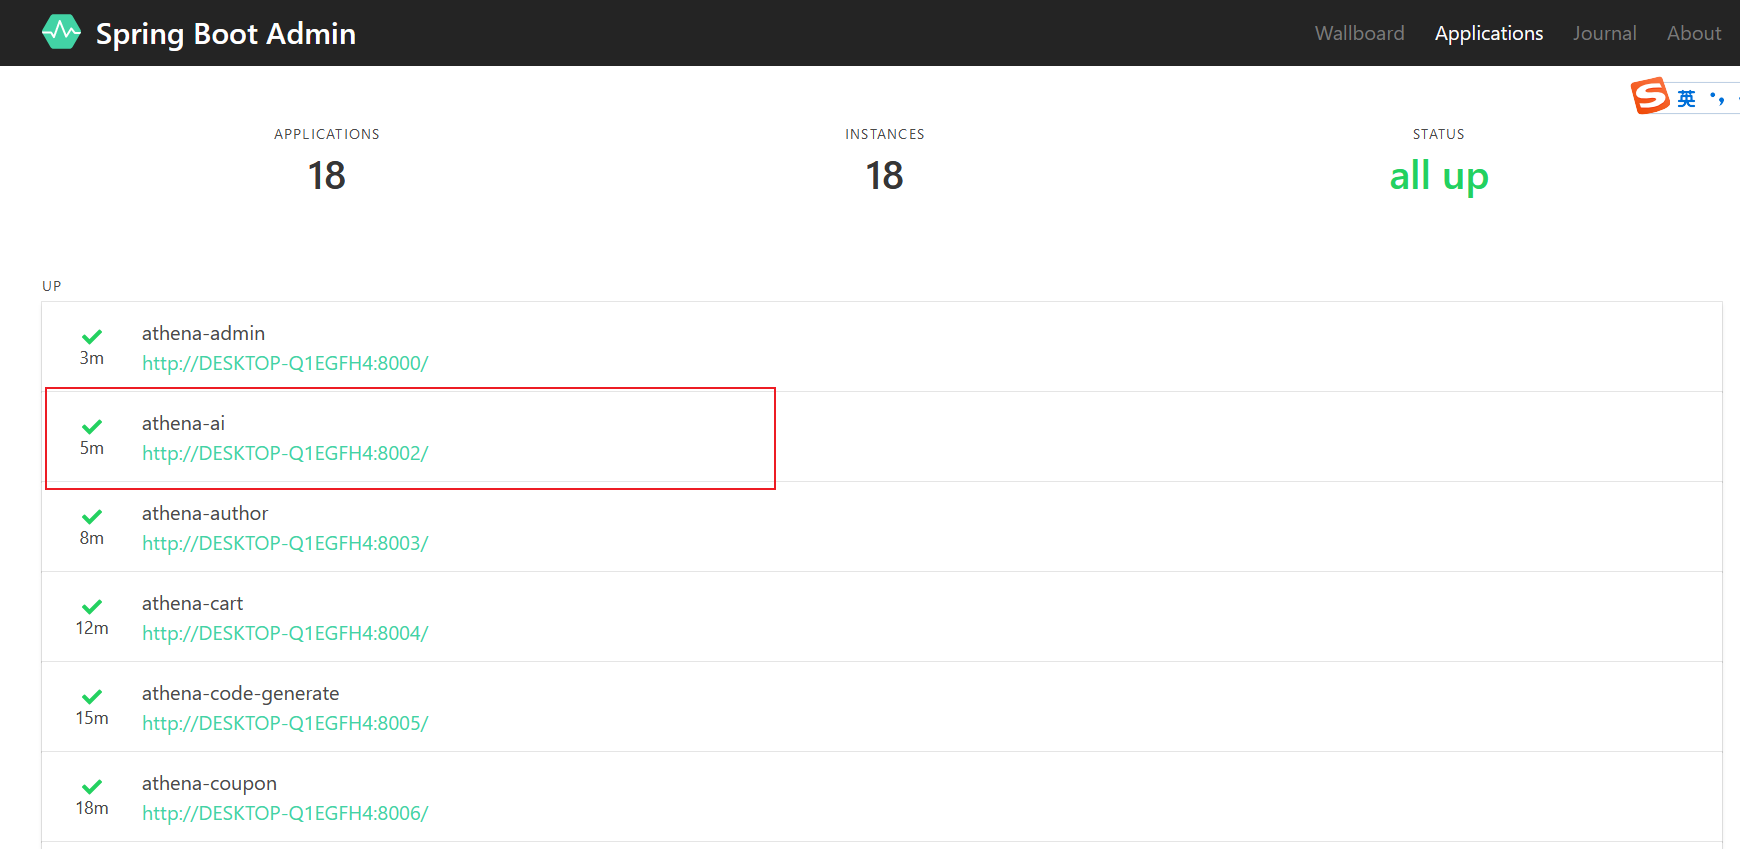 Spring Boot Admin
Wallboard Applications Journal About
英
APPLICATIONS INSTANCES STATUS
18 18 all up
UP
athena-admin
3m
http://DESKTOP-Q1EGFH4:8000/
athena-ai
5m
http://DESKTOP-Q1EGFH4:8002/
athena-author
8m
http://DESKTOP-Q1EGFH4:8003/
athena-cart
12m
http://DESKTOP-Q1EGFH4:8004/
athena-code-generate
15m
http://DESKTOP-Q1EGFH4:8005/
athena-coupon
18m
http://DESKTOP-Q1EGFH4:8006/